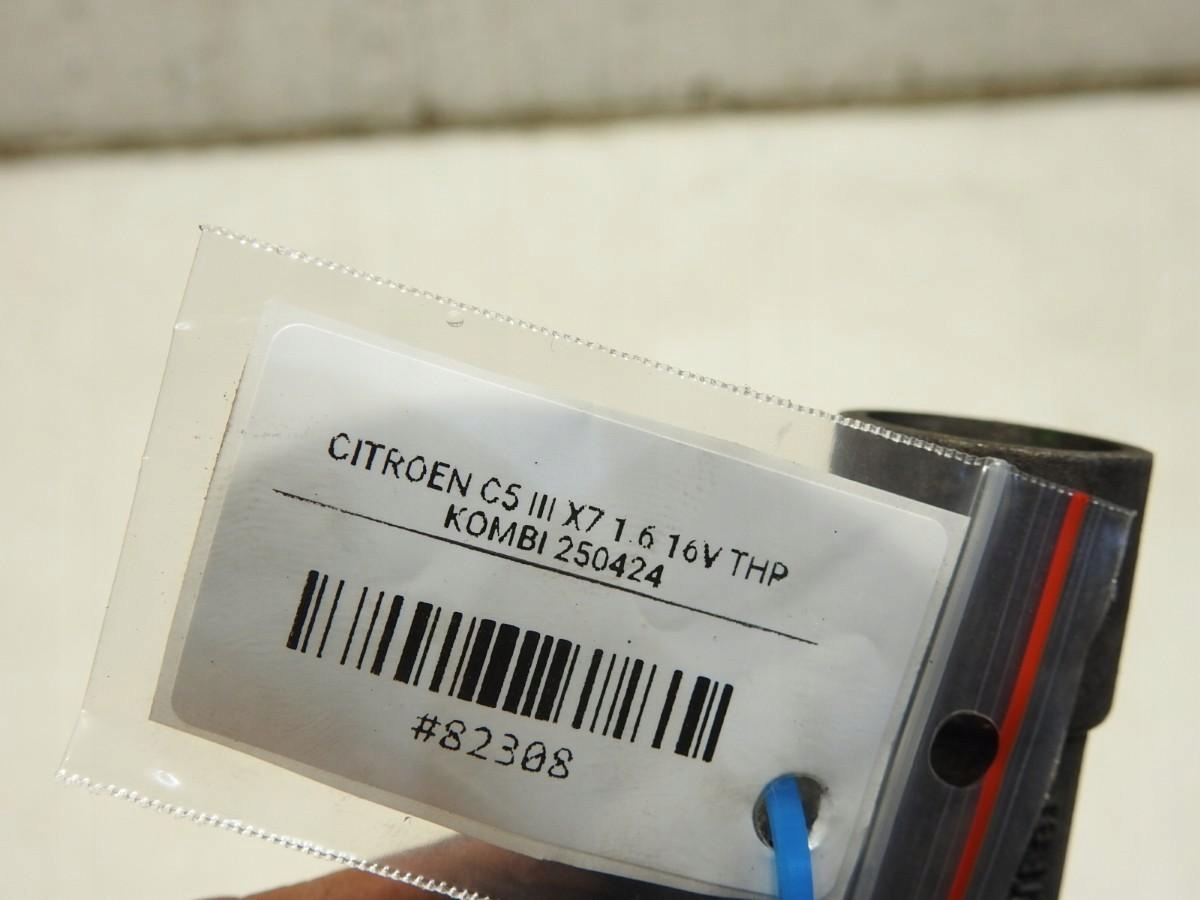 CITROEN C5 III X7 1.6 16V THP
KOMBI 250424
#82308